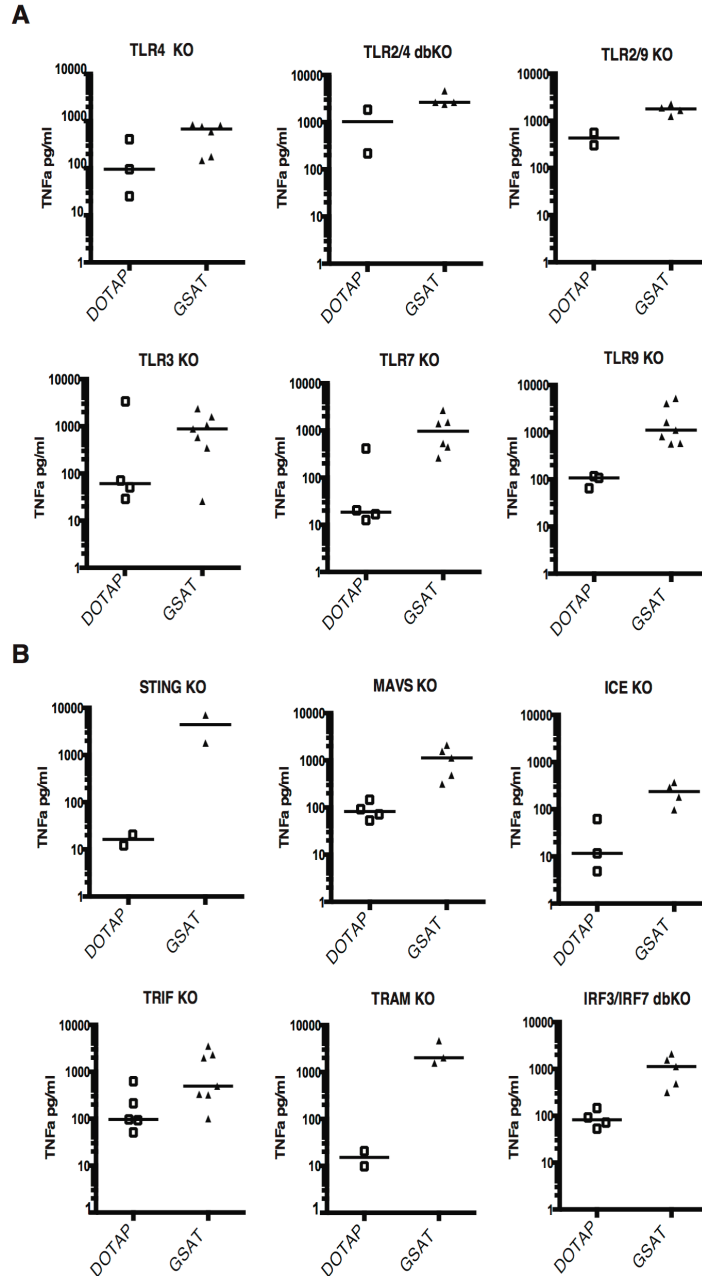 A
TLR4 KO
TLR2/4 dbKO
TLR2/9 KO
TNFa pg/ml
10000
1000
100
10
1
DOTAP
GSAT
TNFa pg/ml
10000
1000
100
10
1
DOTAP
GSAT
TNFa pg/ml
10000
1000
100
10
1
DOTAP
GSAT
TLR3 KO
TLR7 KO
TLR9 KO
TNFa pg/ml
10000
1000
100
10
1
DOTAP
GSAT
TNFa pg/ml
10000
1000
100
10
1
DOTAP
GSAT
TNFa pg/ml
10000
1000
100
10
1
DOTAP
GSAT
B
STING KO
MAVS KO
ICE KO
TNFa pg/ml
10000
1000
100
10
1
DOTAP
GSAT
TNFa pg/ml
10000
1000
100
10
1
DOTAP
GSAT
TNFa pg/ml
10000
1000
100
10
1
DOTAP
GSAT
TRIF KO
TRAM KO
IRF3/IRF7 dbKO
TNFa pg/ml
10000
1000
100
10
1
DOTAP
GSAT
TNFa pg/ml
10000
1000
100
10
1
DOTAP
GSAT
TNFa pg/ml
10000
1000
100
10
1
DOTAP
GSAT